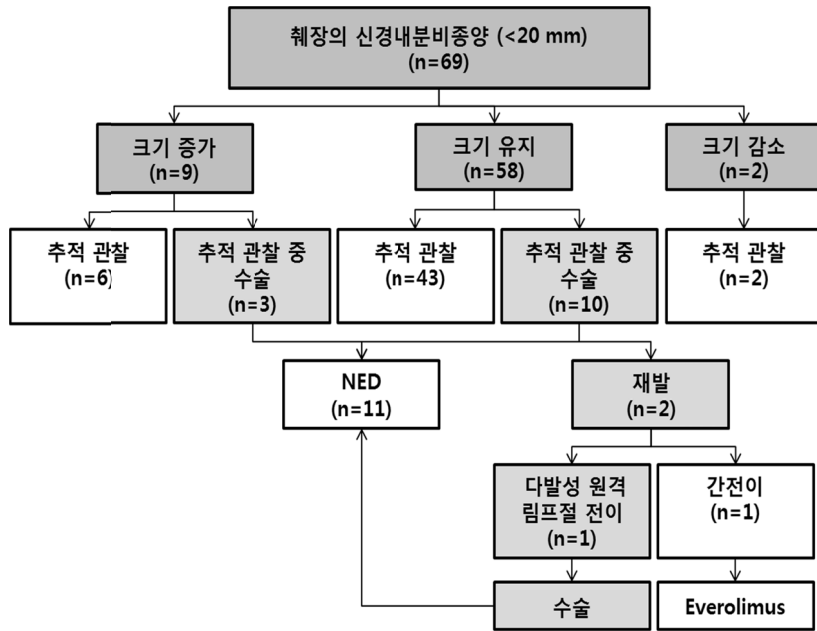 췌장의 신경내분비종양 (<20 mm)
(n=69)
크기 증가
(n=9)
크기 유지
(n=58)
크기 감소
(n=2)
추적 관찰
(n=6)
추적 관찰 중
수술
(n=3)
추적 관찰
(n=43)
추적 관찰 중
수술
(n=10)
추적 관찰
(n=2)
NED
(n=11)
재발
(n=2)
다발성 원격
림프절 전이
(n=1)
간전이
(n=1)
수술
Everolimus